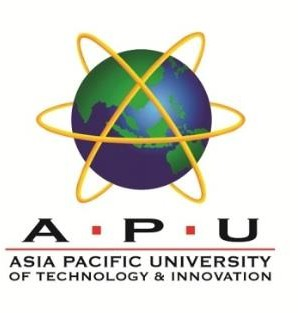 A · P · U
ASIA PACIFIC UNIVERSITY
OF TECHNOLOGY & INNOVATION